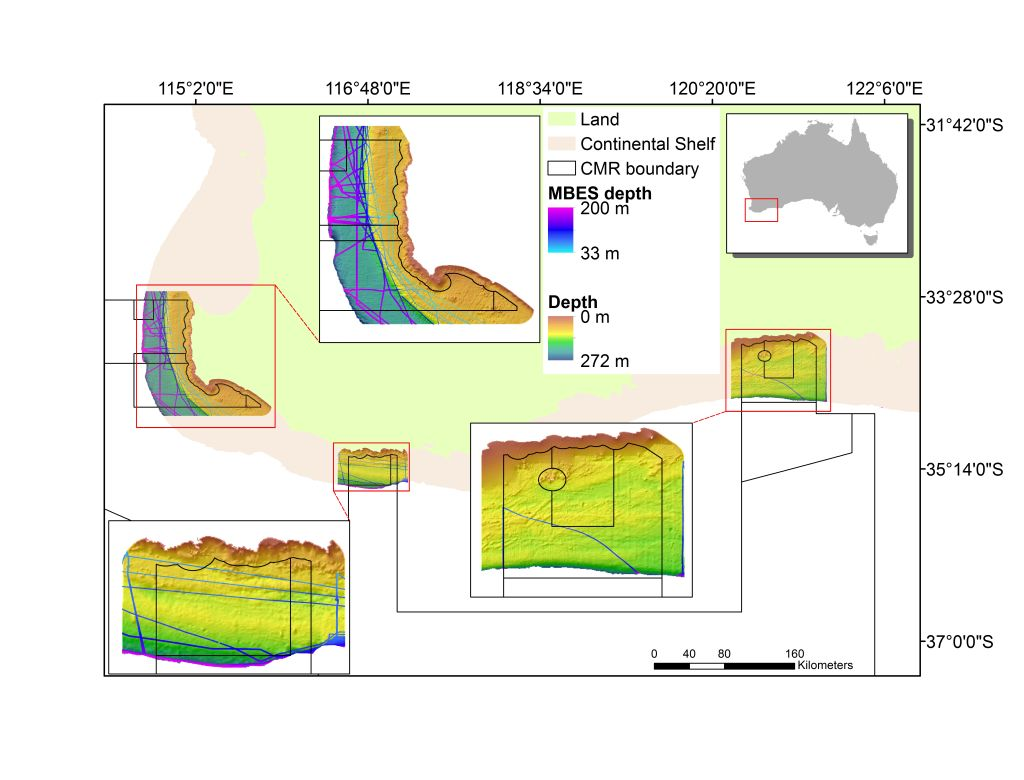 115°2'0"E
116°48'0"E
118°34'0"E
120°20'0"E
122°6'0"E
31°42'0"S
33°28'0"S
35°14'0"S
37°0'0"S
Land
Continental Shelf
CMR boundary
MBES depth
200 m
33 m
Depth
0 m
272 m
0 40 80 160
Kilometers